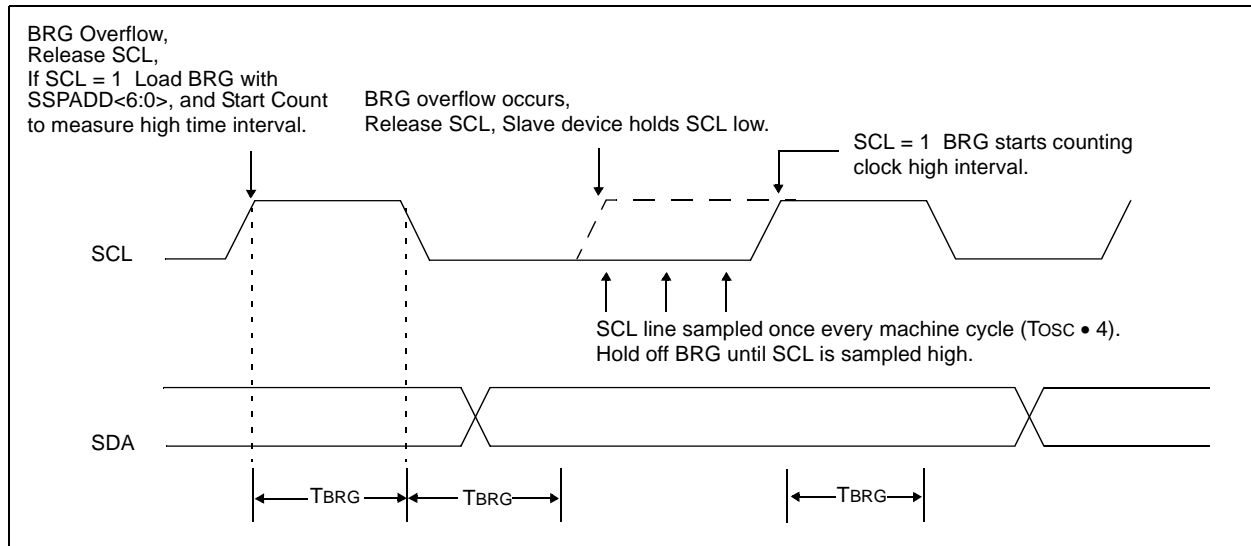 BRG Overflow,
Release SCL,
If SCL = 1 Load BRG with
SSPADD<6:0>, and Start Count
to measure high time interval.
BRG overflow occurs,
Release SCL, Slave device holds SCL low.
SCL = 1 BRG starts counting
clock high interval.
SCL
SCL line sampled once every machine cycle (TOSC • 4).
Hold off BRG until SCL is sampled high.
SDA
TBRG
TBRG
TBRG